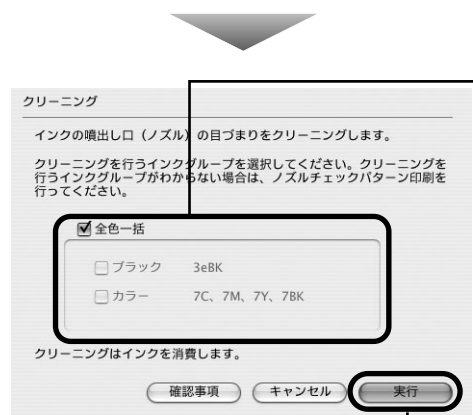 クリーニング
インクの噴出し口（ノズル）の目づまりをクリーニングします。
クリーニングを行うインクグループを選択してください。クリーニングを
行うインクグループがわからない場合は、ノズルチェックパターン印刷を
行ってください。
全色一括
ブラック 3eBK
カラー 7C、7M、7Y、7BK
クリーニングはインクを消費します。
確認事項 キャンセル 実行